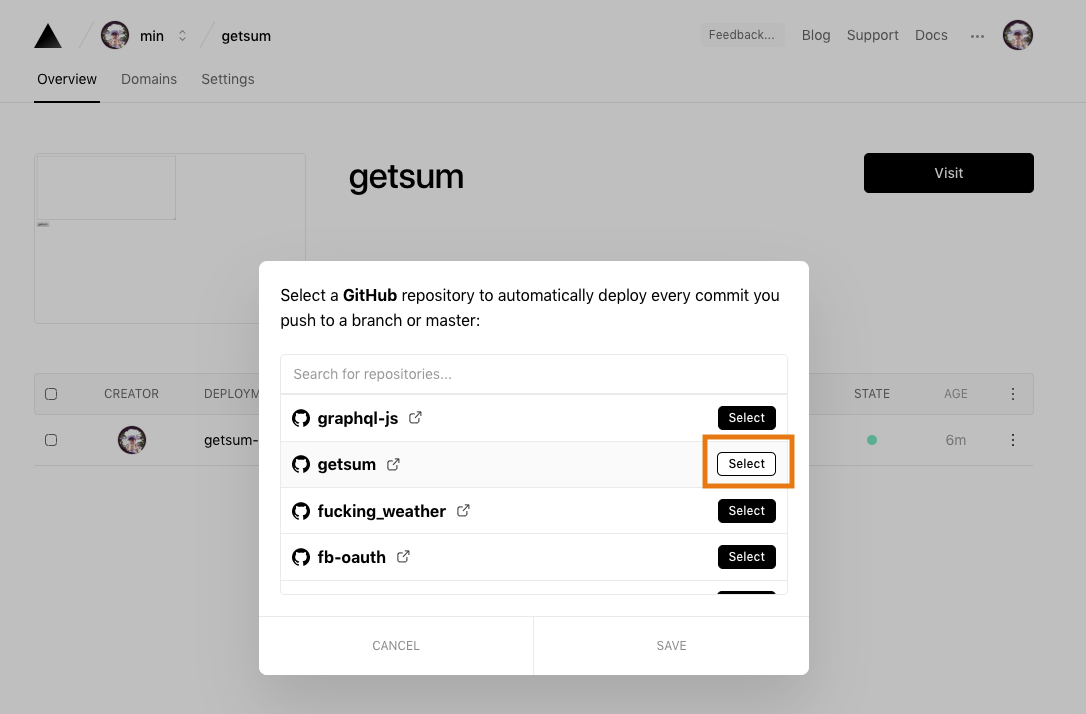 min
getsum
Feedback...
Blog
Support
Docs
Overview
Domains
Settings
getsum
Visit
Select a GitHub repository to automatically deploy every commit you
push to a branch or master:
Search for repositories...
graphql-js
Select
getsum
Select
fucking_weather
Select
fb-oauth
Select
CANCEL
SAVE
CREATOR
DEPLOYM
STATE
AGE
getsum-
6m